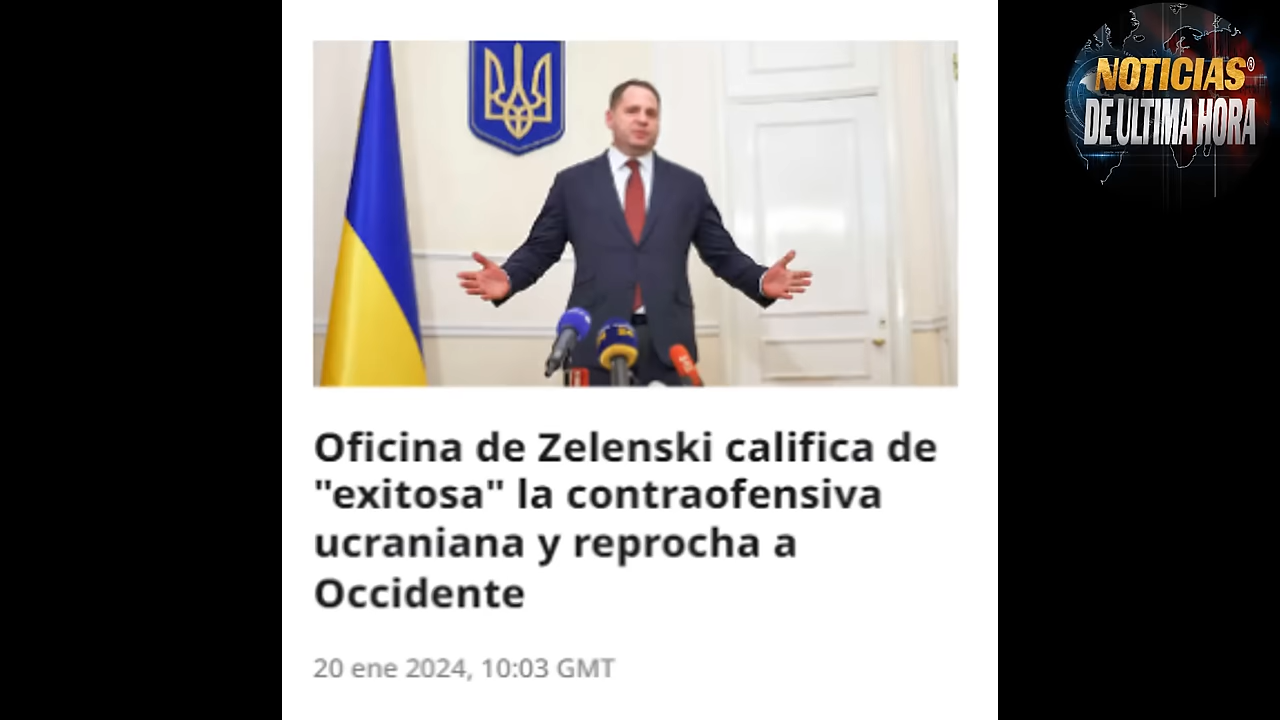 NOTICIAS®
DE ULTIMA HORA
Oficina de Zelenski califica de
"exitosa" la contraofensiva
ucraniana y reprocha a
Occidente
20 ene 2024, 10:03 GMT